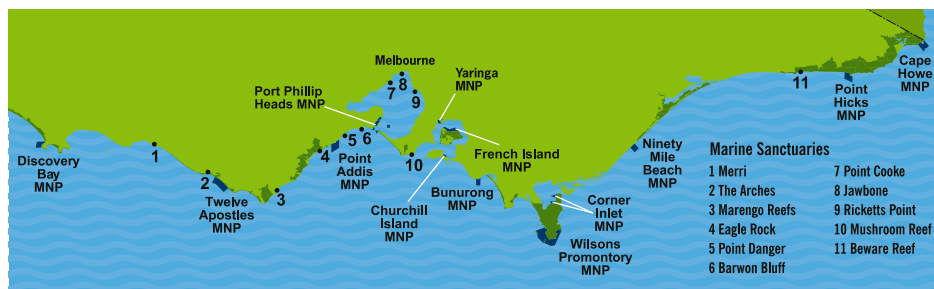 Melbourne
Yaringa
MNP
Cape
Howe
MNP
Port Phillip
Heads MNP
7
8
9
11
Point
Hicks
MNP
Discovery
Bay
MNP
1
2
Twelve
Apostles
MNP
3
4
5
6
Point
Addis
MNP
10
Churchill
Island
MNP
French Island
MNP
Bunurong
MNP
Corner
Inlet
MNP
Wilsons
Promontory
MNP
Ninety
Mile
Beach
MNP
Marine Sanctuaries
1 Merri
2 The Arches
3 Marengo Reefs
4 Eagle Rock
5 Point Danger
6 Barwon Bluff
7 Point Cooke
8 Jawbone
9 Ricketts Point
10 Mushroom Reef
11 Beware Reef